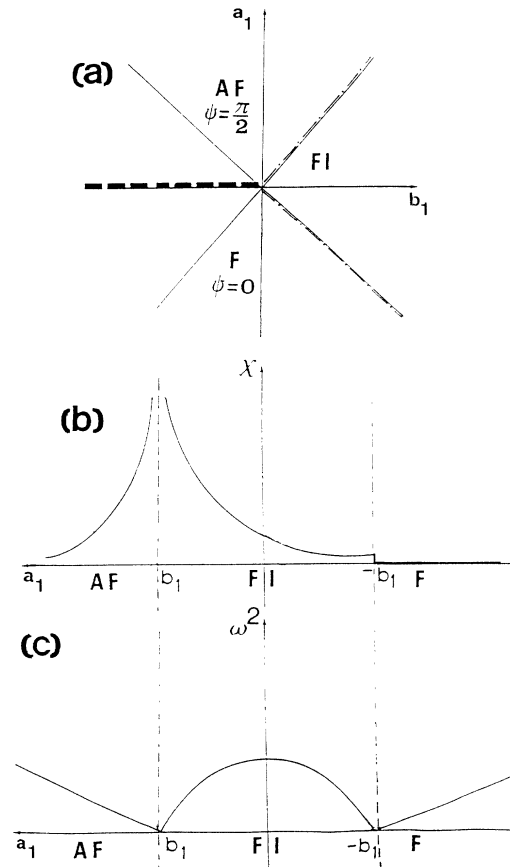 a₁
(a)
AF
ψ=π/2
FI
b₁
F
ψ=0
χ
(b)
a₁ AF b₁ FI -b₁ F
ω²
(c)
a₁ AF b₁ FI -b₁ F